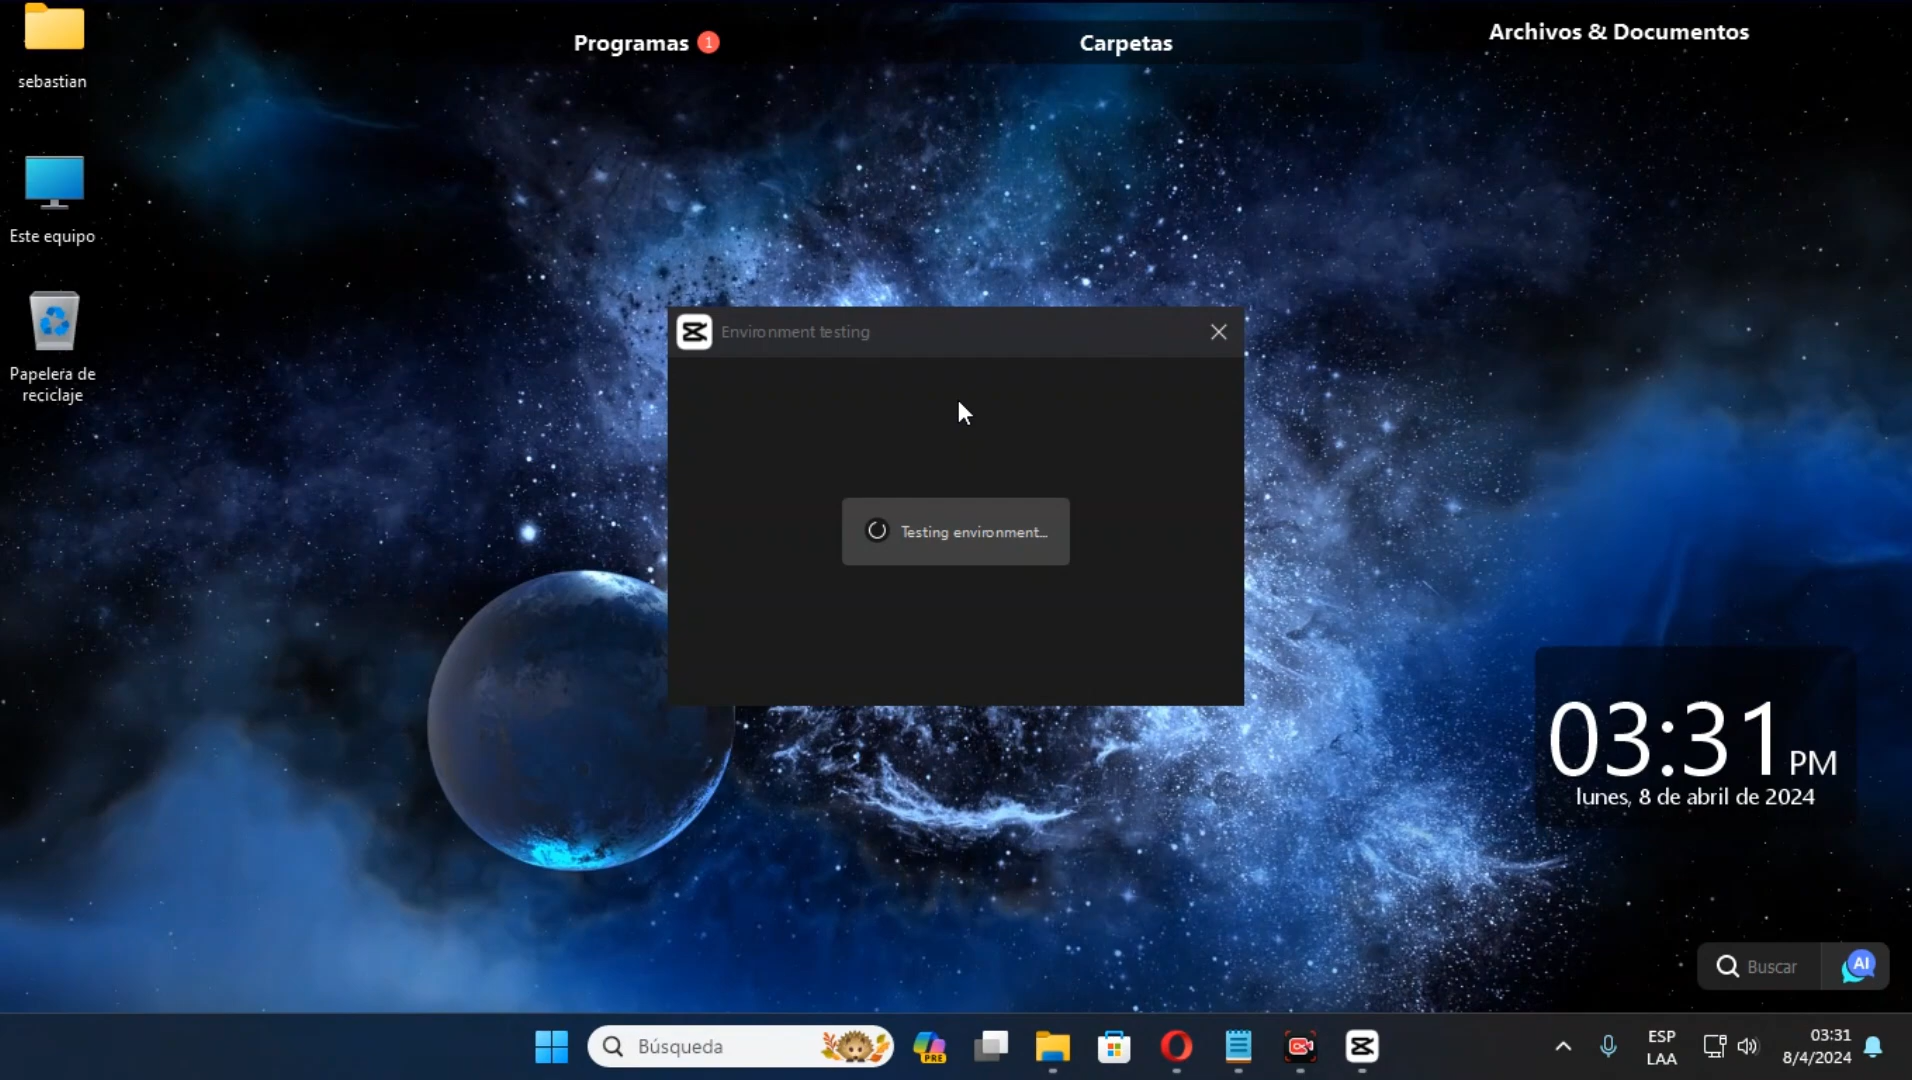 Programas 1
Carpetas
Archivos & Documentos
sebastian
Este equipo
Papelera de
reciclaje
Environment testing
Testing environment...
03:31 PM
lunes, 8 de abril de 2024
Buscar
AI
Búsqueda
PRE
ESP
LAA
03:31
8/4/2024